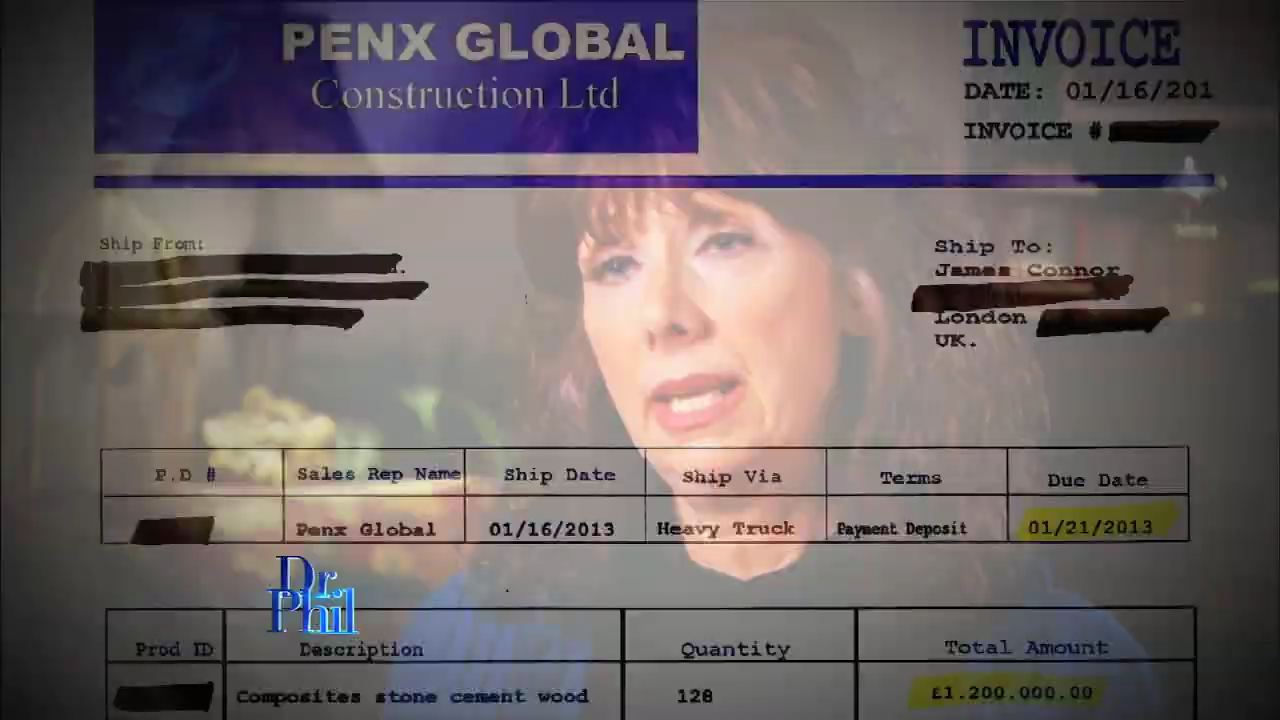 PENX GLOBAL
Construction Ltd
INVOICE
DATE: 01/16/201
INVOICE #
Ship From:
Ship To:
James Connor
London
UK.
P.D #
Sales Rep Name
Ship Date
Ship Via
Terms
Due Date
Penx Global
01/16/2013
Heavy Truck
Payment Deposit
01/21/2013
Dr.
Phil
Prod ID
Description
Quantity
Total Amount
Composites stone cement wood
128
£1.200.000.00